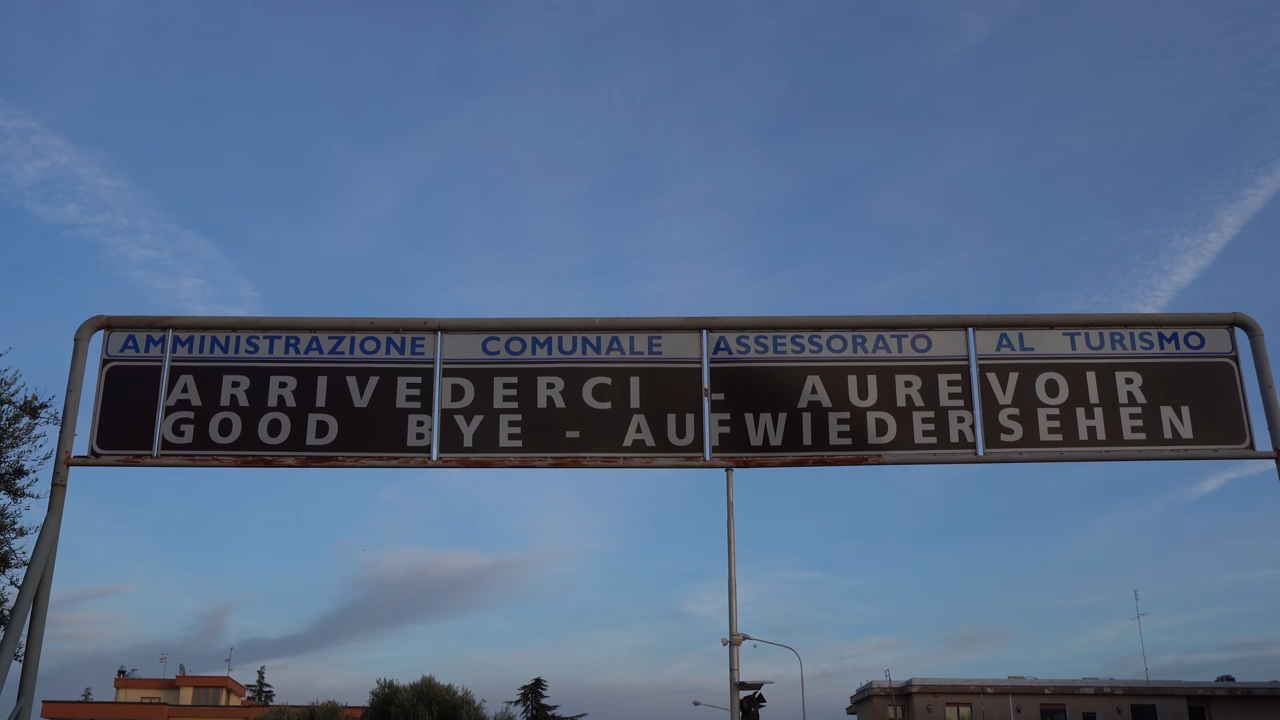 AMMINISTRAZIONE COMUNALE ASSESSORATO AL TURISMO
ARRIVEDERCI - AUREVOIR
GOOD BYE - AUFWIEDERSEHEN